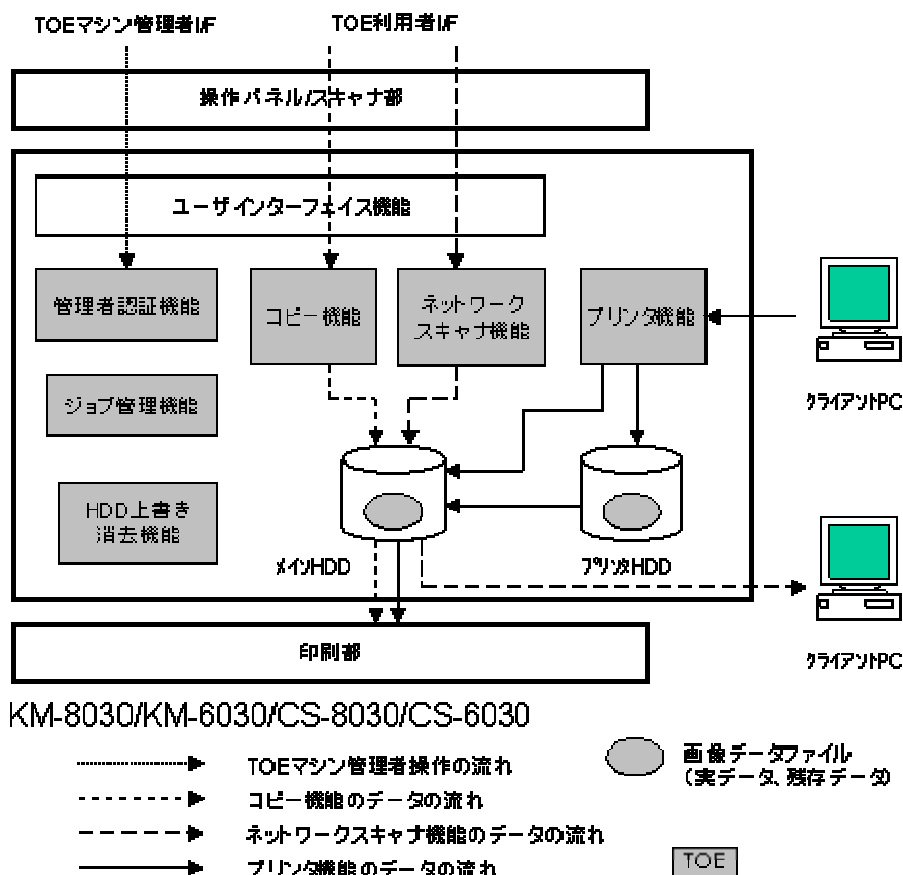 TOEマシン管理者I/F
TOE利用者I/F
操作パネル/スキャナ部
ユーザインターフェイス機能
管理者認証機能
コピー機能
ネットワーク
スキャナ機能
プリンタ機能
クライアントPC
ジョブ管理機能
HDD上書き
消去機能
メインHDD
プリンタHDD
クライアントPC
印刷部
KM-8030/KM-6030/CS-8030/CS-6030
TOEマシン管理者操作の流れ
コピー機能のデータの流れ
ネットワークスキャナ機能のデータの流れ
プリンタ機能のデータの流れ
画像データファイル
(実データ、残存データ)
TOE